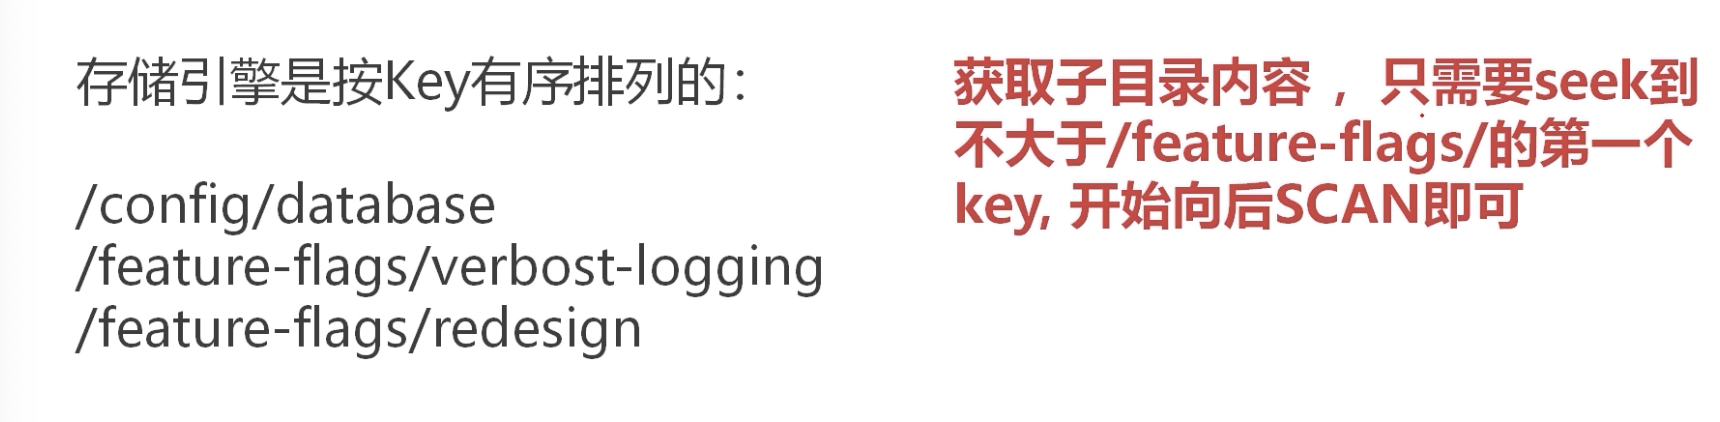 存储引擎是按Key有序排列的：
/config/database
/feature-flags/verbost-logging
/feature-flags/redesign
获取子目录内容 ，只需要seek到
不大于/feature-flags/的第一个
key, 开始向后SCAN即可